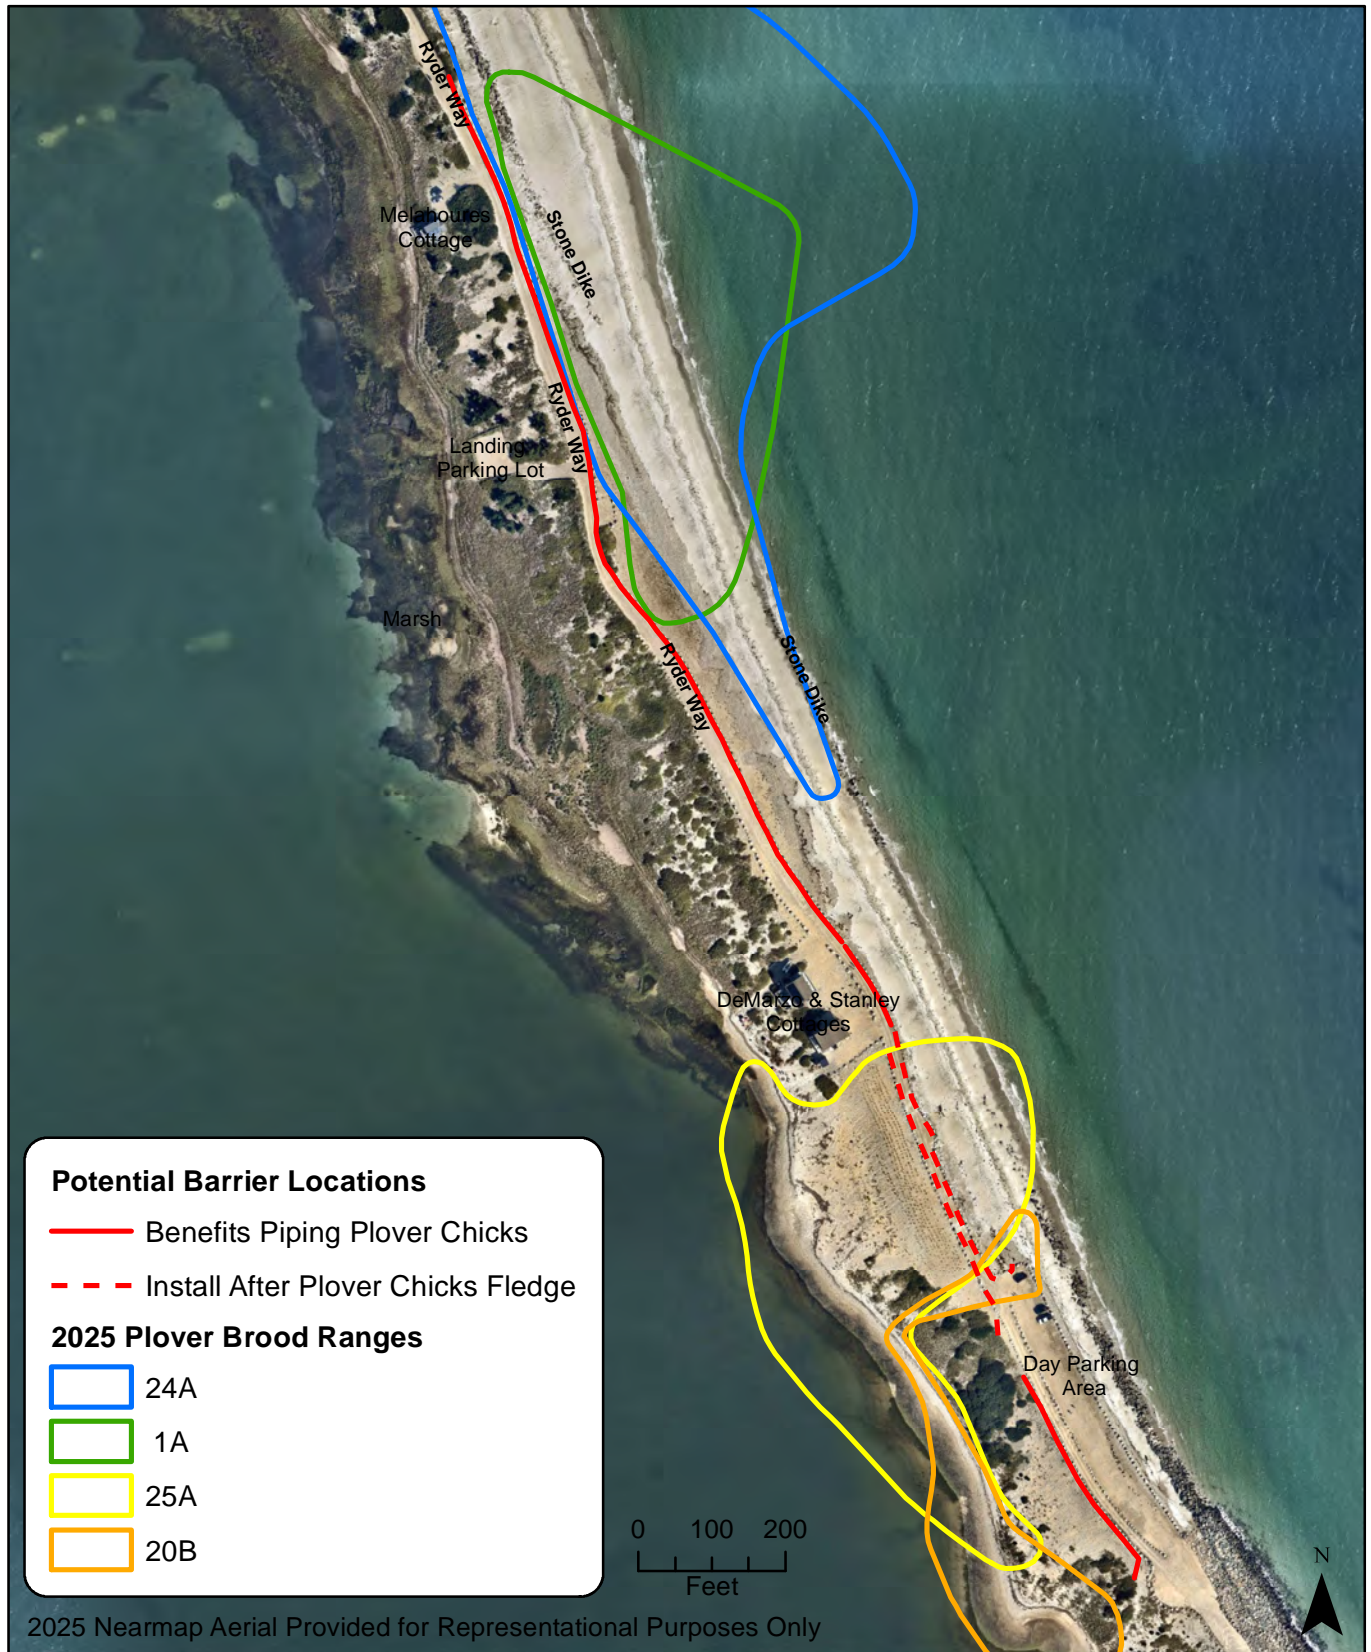 Ryder Way
Melahoures
Cottage
Stone Dike
Ryder Way
Landing
Parking Lot
Marsh
Ryder Way
Stone Dike
DeMarzo & Stanley
Cottages
Day Parking
Area
Potential Barrier Locations
Benefits Piping Plover Chicks
Install After Plover Chicks Fledge
2025 Plover Brood Ranges
24A
1A
25A
20B
0 100 200
Feet
N
2025 Nearmap Aerial Provided for Representational Purposes Only